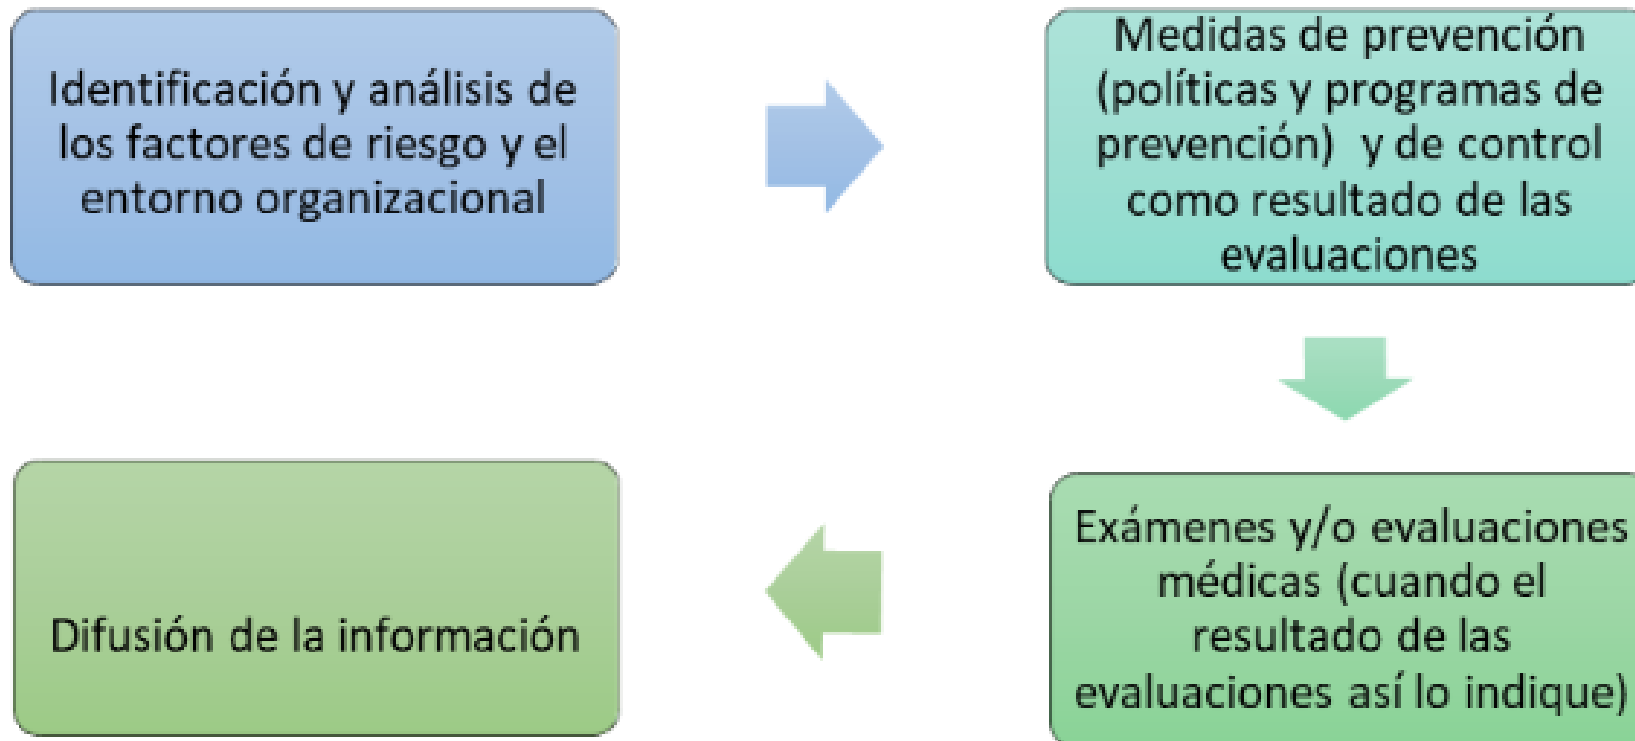 Identificación y análisis de
los factores de riesgo y el
entorno organizacional
Medidas de prevención
(políticas y programas de
prevención)  y de control
como resultado de las
evaluaciones
Exámenes y/o evaluaciones
médicas (cuando el
resultado de las
evaluaciones así lo indique)
Difusión de la información